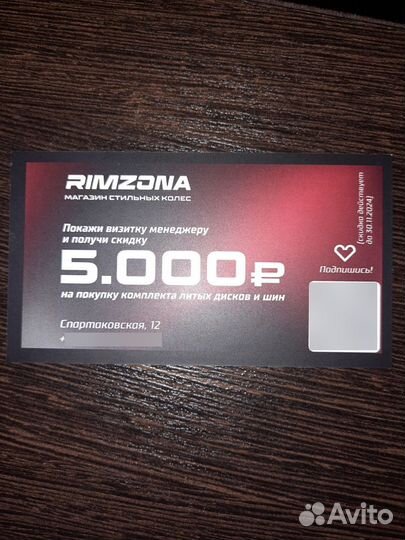 RIMZONA
МАГАЗИН СТИЛЬНЫХ КОЛЕС
Покажи визитку менеджеру
и получи скидку
5.000₽
на покупку комплекта литых дисков и шин
Спартаковская, 12
+
(скидка действует
до 30.11.2024)
Подпишись!
Avito